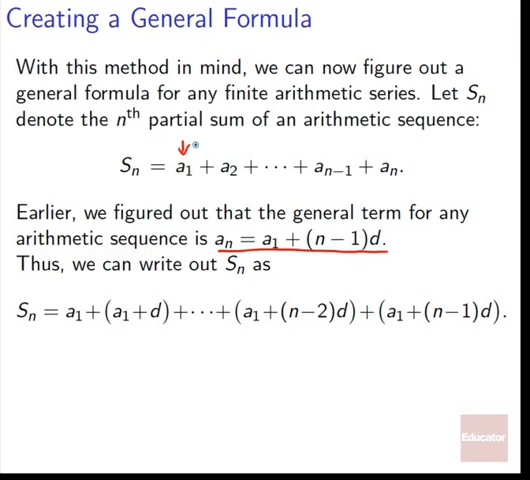 Creating a General Formula
With this method in mind, we can now figure out a
general formula for any finite arithmetic series. Let Sₙ
denote the nᵗʰ partial sum of an arithmetic sequence:
Sₙ = a₁ + a₂ + ⋯ + aₙ₋₁ + aₙ.
Earlier, we figured out that the general term for any
arithmetic sequence is aₙ = a₁ + (n − 1)d.
Thus, we can write out Sₙ as
Sₙ = a₁+(a₁+d)+⋯+(a₁+(n−2)d)+(a₁+(n−1)d).
Educator